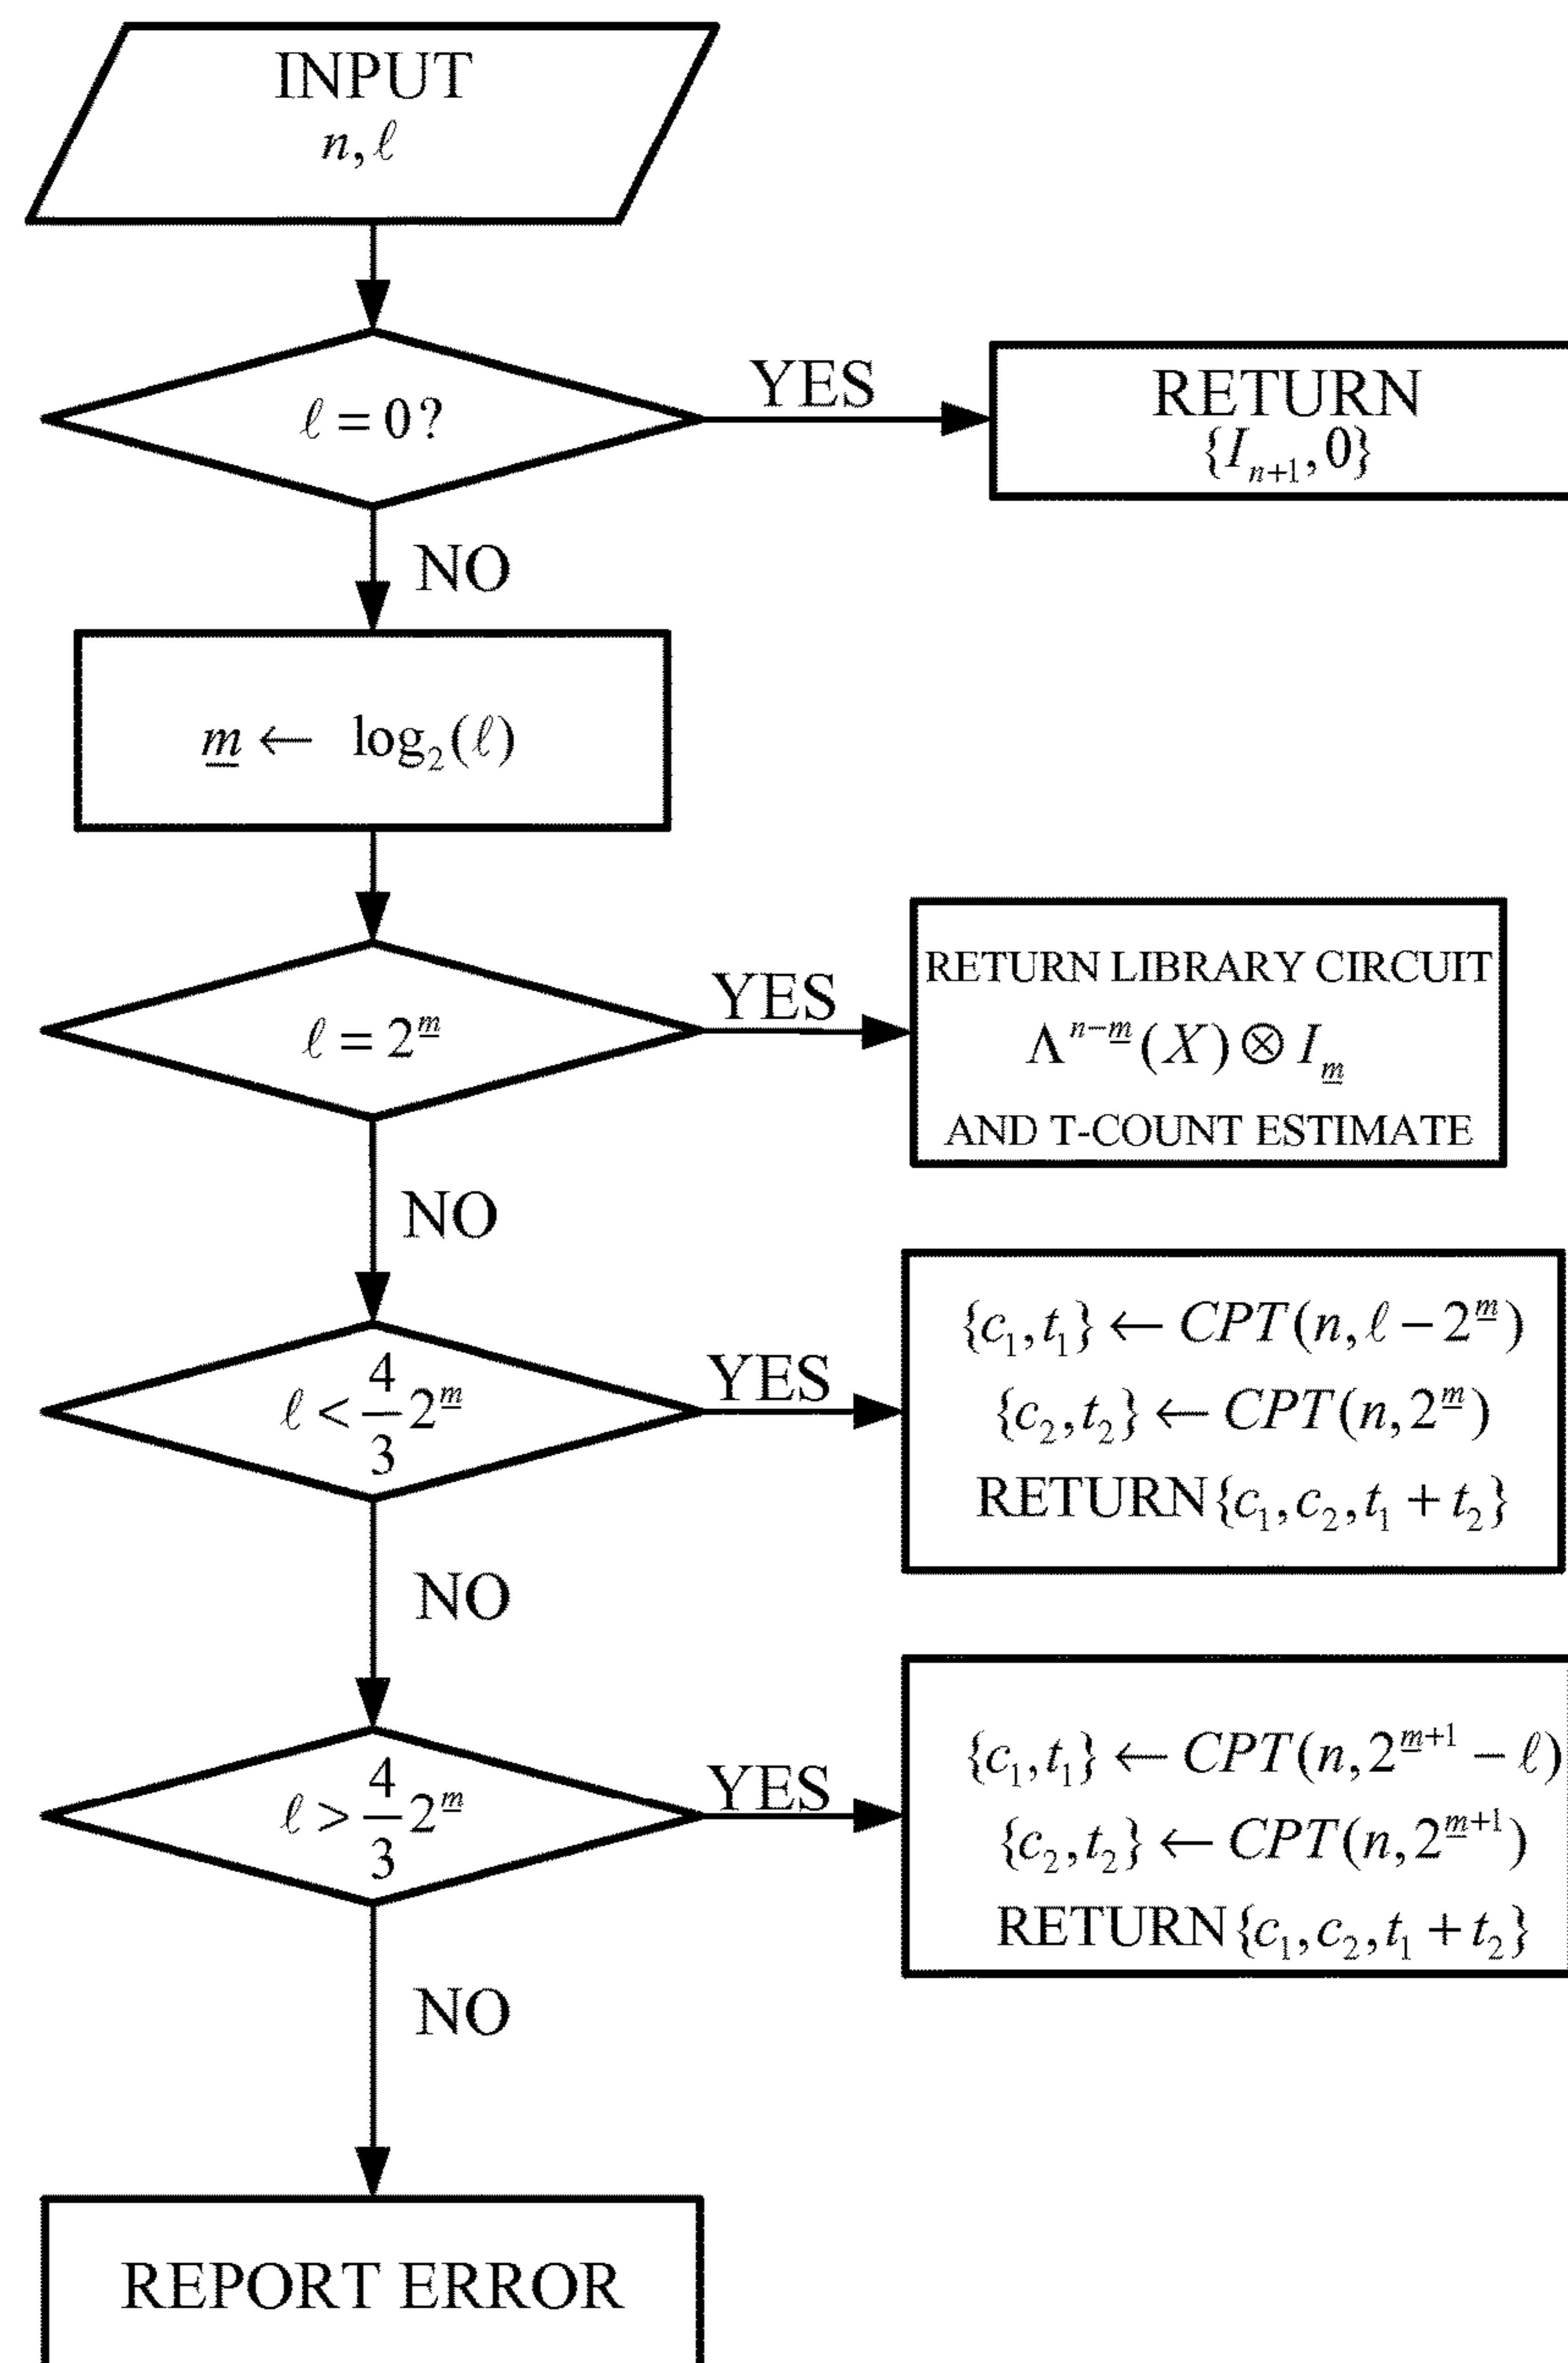 INPUT
n, ℓ
ℓ = 0?
YES
RETURN
{I_{n+1}, 0}
NO
m̲ ← log₂(ℓ)
ℓ = 2^{m̲}
YES
RETURN LIBRARY CIRCUIT
Λ^{n−m̲}(X) ⊗ I_{m̲}
AND T-COUNT ESTIMATE
NO
ℓ < 4/3 2^{m̲}
YES
{c₁, t₁} ← CPT(n, ℓ − 2^{m̲})
{c₂, t₂} ← CPT(n, 2^{m̲})
RETURN{c₁, c₂, t₁ + t₂}
NO
ℓ > 4/3 2^{m̲}
YES
{c₁, t₁} ← CPT(n, 2^{m̲+1} − ℓ)
{c₂, t₂} ← CPT(n, 2^{m̲+1})
RETURN{c₁, c₂, t₁ + t₂}
NO
REPORT ERROR